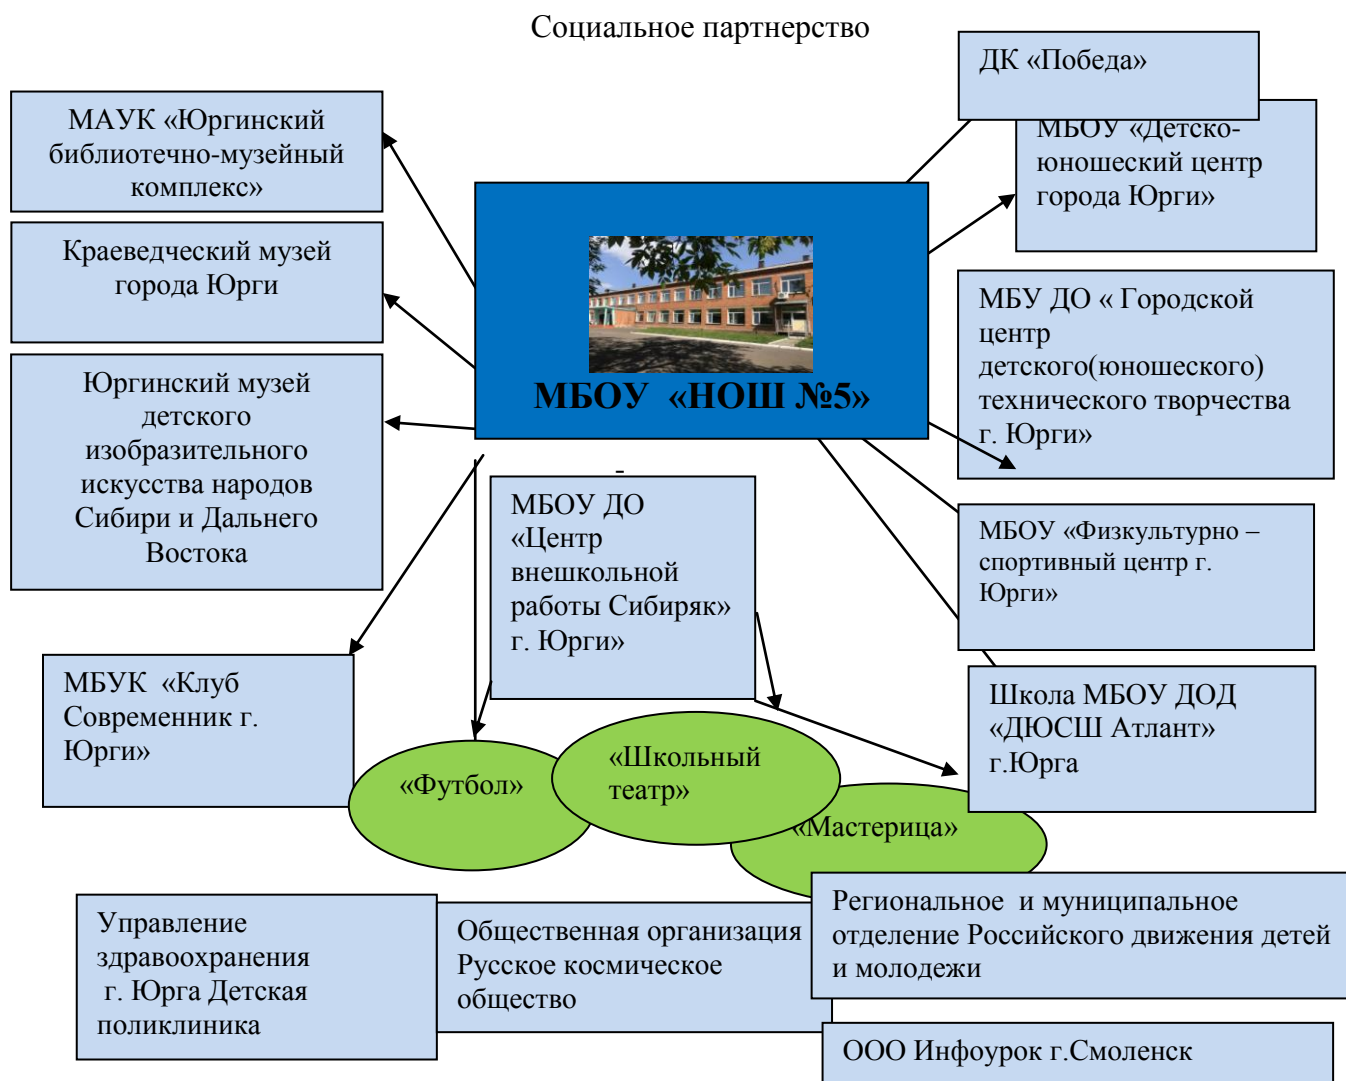 Социальное партнерство
ДК «Победа»
МАУК «Юргинский
библиотечно-музейный
комплекс»
МБОУ «Детско-
юношеский центр
города Юрги»
Краеведческий музей
города Юрги
МБОУ «НОШ №5»
МБУ ДО « Городской
центр
детского(юношеского)
технического творчества
г. Юрги»
Юргинский музей
детского
изобразительного
искусства народов
Сибири и Дальнего
Востока
-
МБОУ ДО
«Центр
внешкольной
работы Сибиряк»
г. Юрги»
МБОУ «Физкультурно –
спортивный центр г.
Юрги»
МБУК «Клуб
Современник г.
Юрги»
Школа МБОУ ДОД
«ДЮСШ Атлант»
г.Юрга
«Футбол»
«Школьный
театр»
«Мастерица»
Управление
здравоохранения
г. Юрга Детская
поликлиника
Общественная организация
Русское космическое
общество
Региональное и муниципальное
отделение Российского движения детей
и молодежи
ООО Инфоурок г.Смоленск